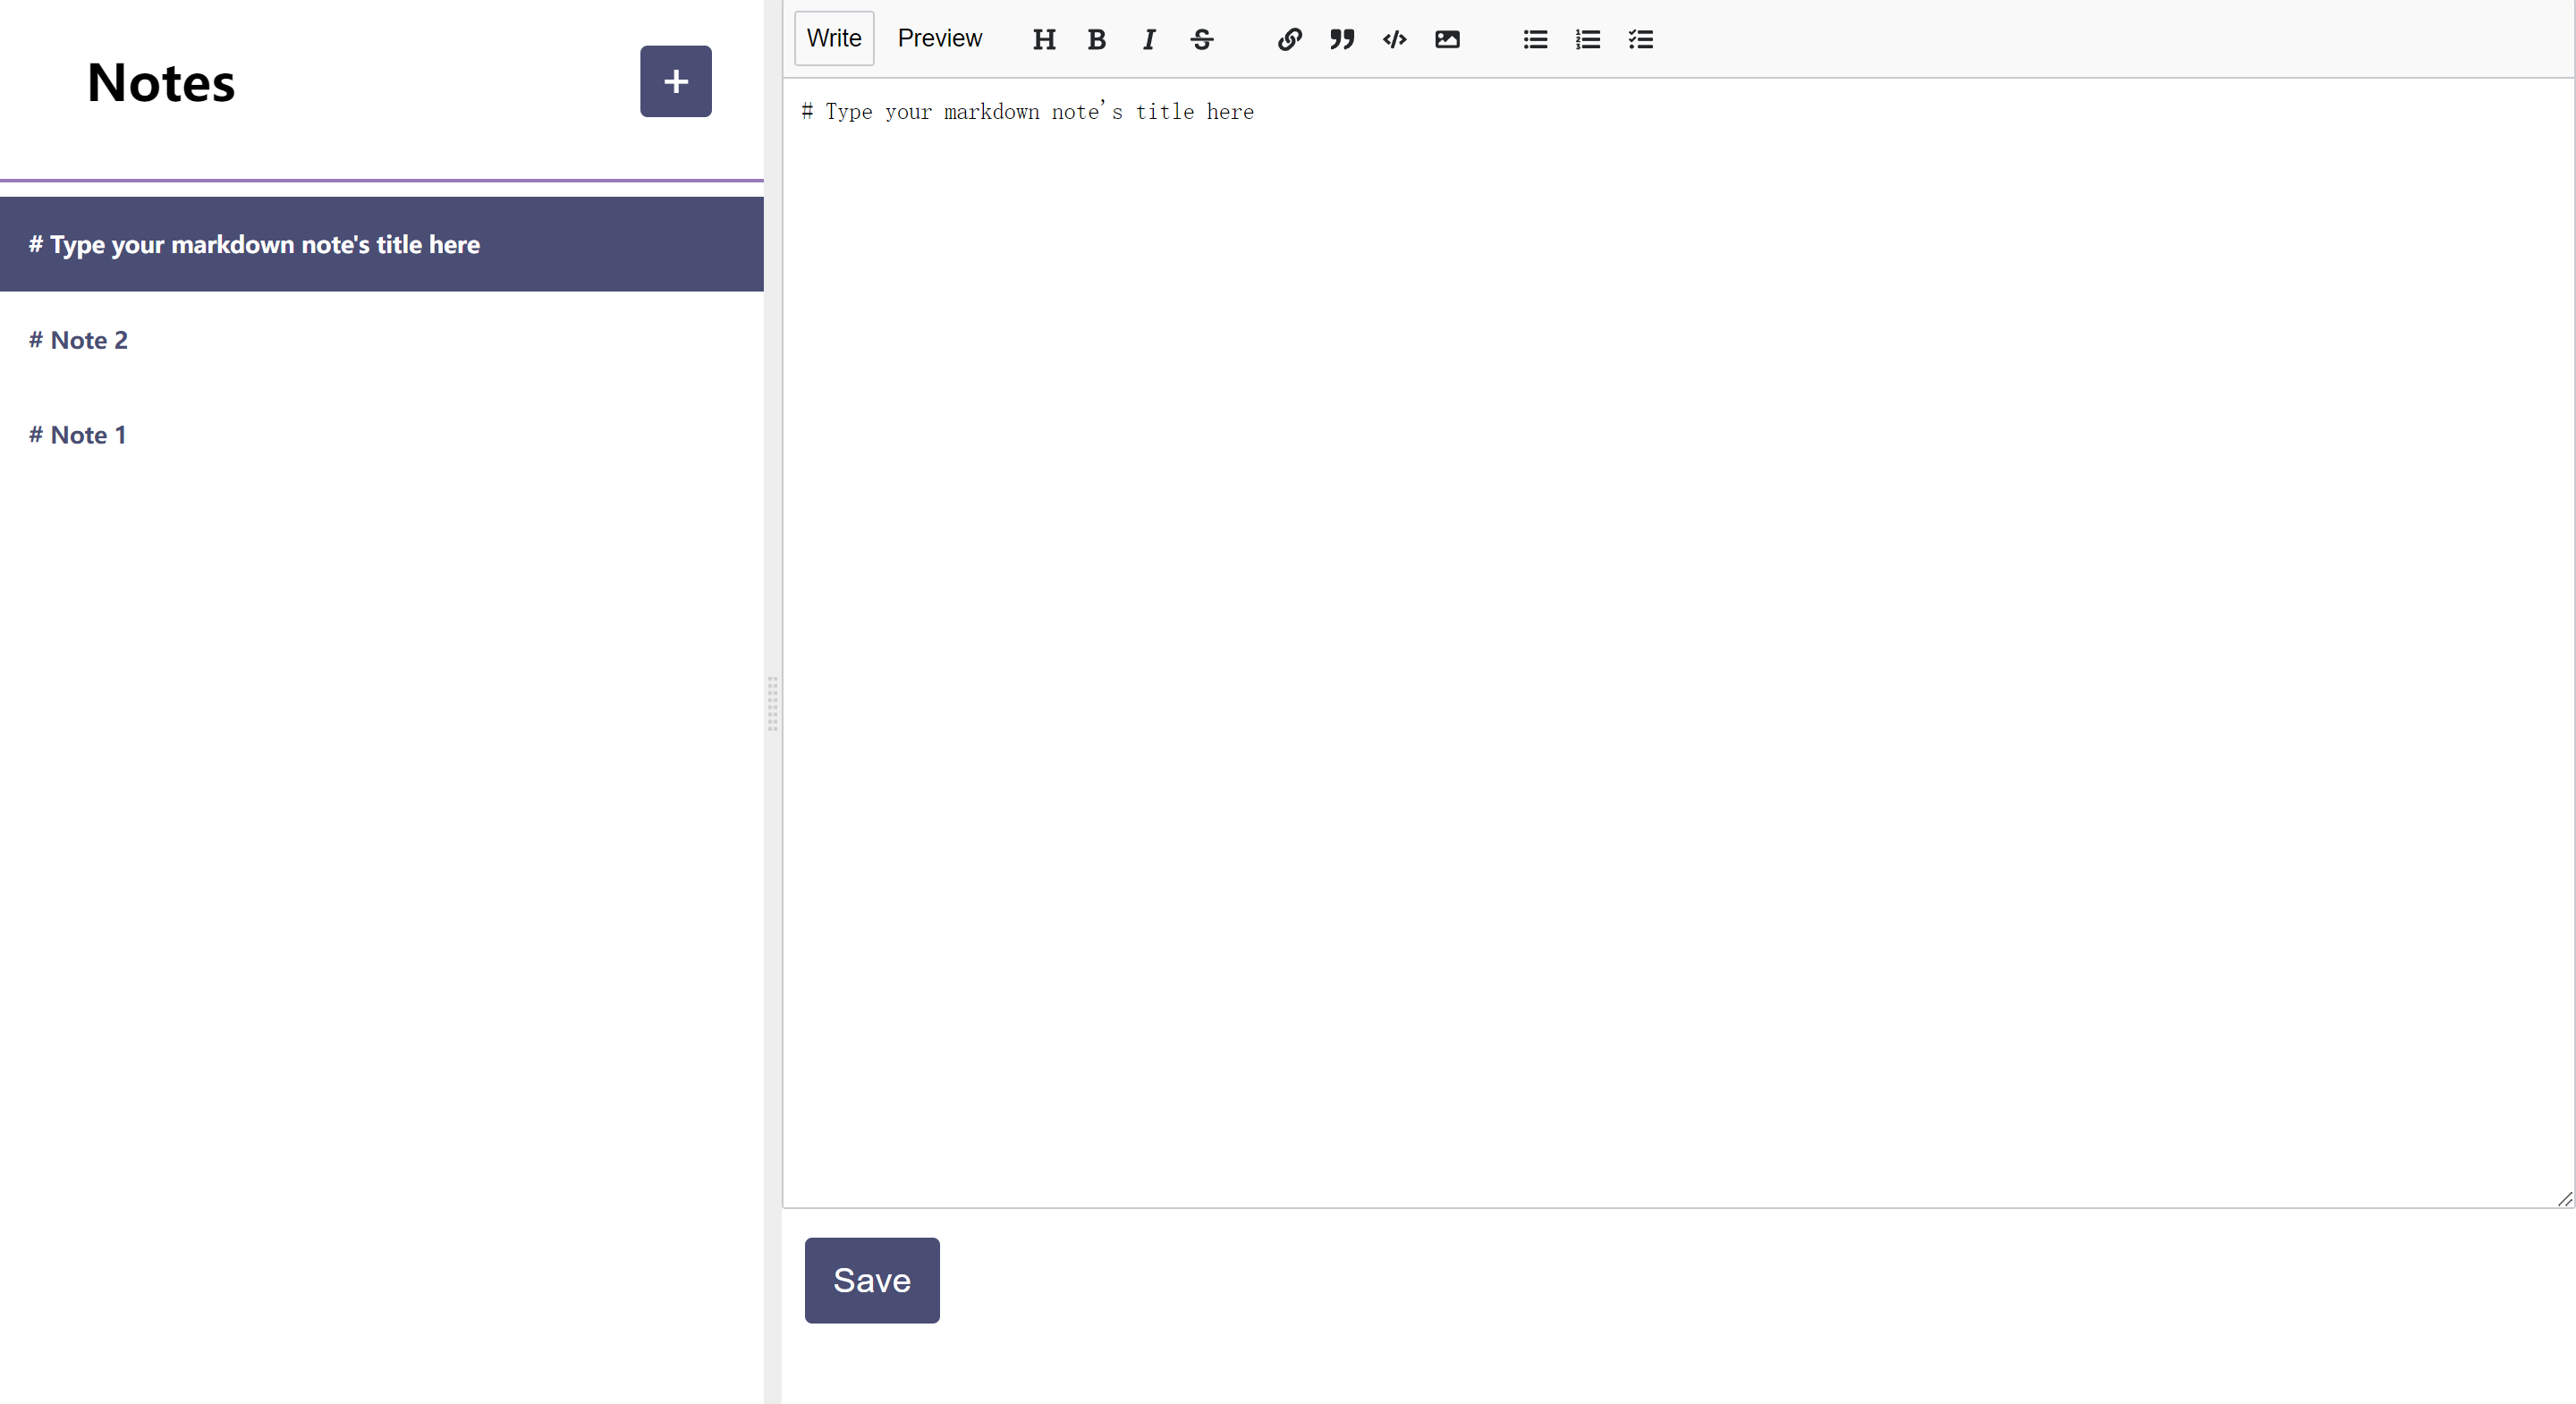 Notes
+
# Type your markdown note's title here
# Note 2
# Note 1
Write Preview H B I S
# Type your markdown note's title here
Save